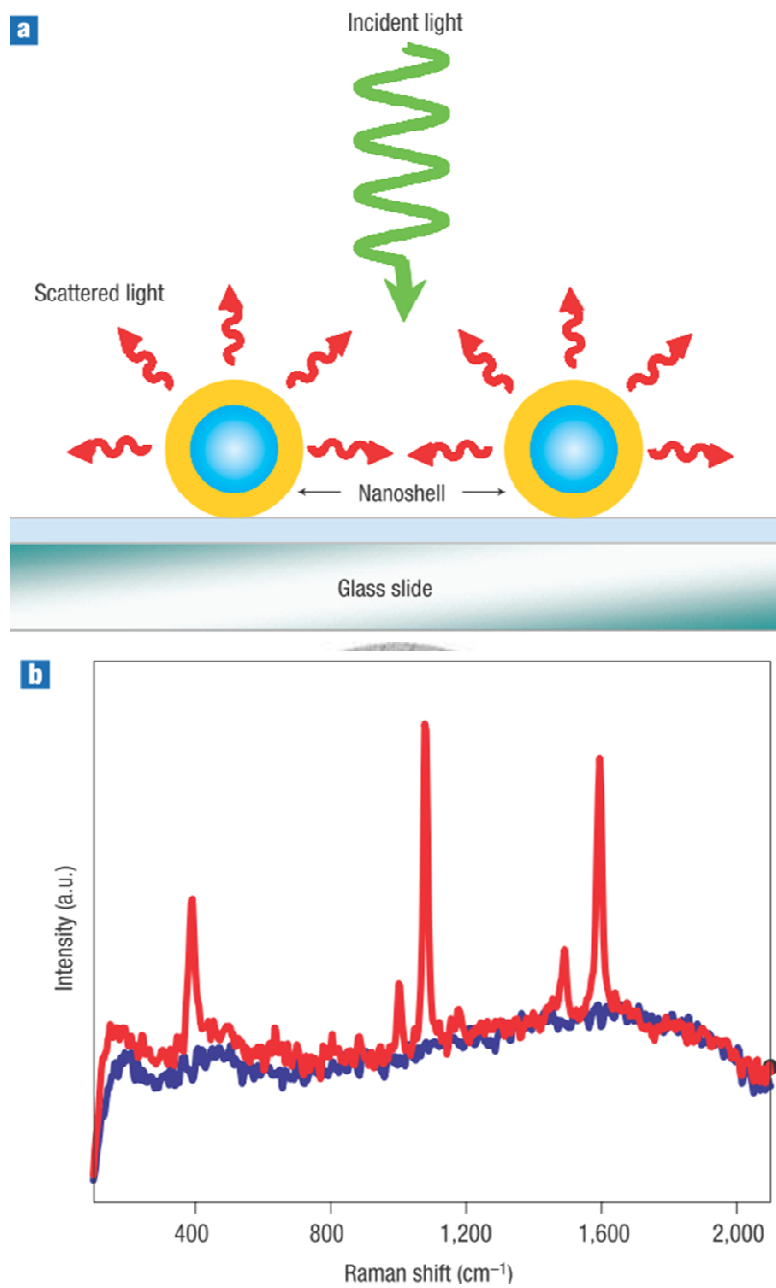 a
Incident light
Scattered light
Nanoshell
Glass slide
b
Intensity (a.u.)
400 800 1,200 1,600 2,000
Raman shift (cm⁻¹)